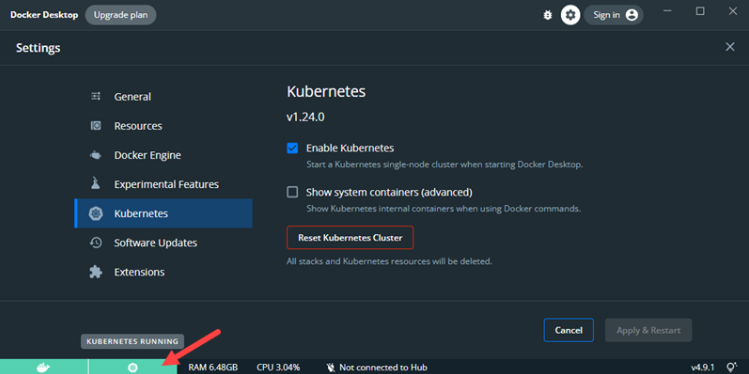 Docker Desktop Upgrade plan Sign in
Settings
Kubernetes
v1.24.0
General
Resources
Docker Engine
Experimental Features
Kubernetes
Software Updates
Extensions
Enable Kubernetes
Start a Kubernetes single-node cluster when starting Docker Desktop.
Show system containers (advanced)
Show Kubernetes internal containers when using Docker commands.
Reset Kubernetes Cluster
All stacks and Kubernetes resources will be deleted.
Cancel Apply & Restart
KUBERNETES RUNNING
RAM 6.48GB CPU 3.04% Not connected to Hub v4.9.1